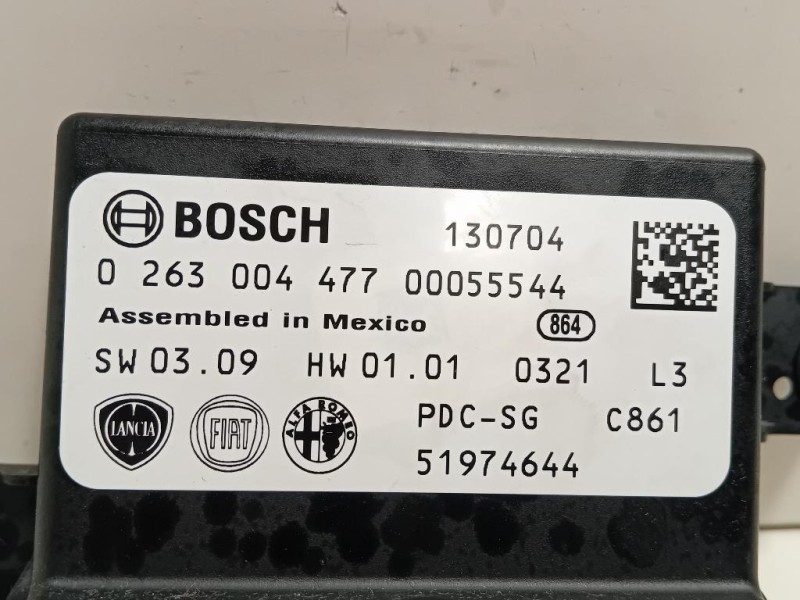 BOSCH 130704
0 263 004 477 00055544
Assembled in Mexico 864
SW 03.09 HW 01.01 0321 L3
LANCIA FIAT ALFA ROMEO PDC-SG C861
51974644